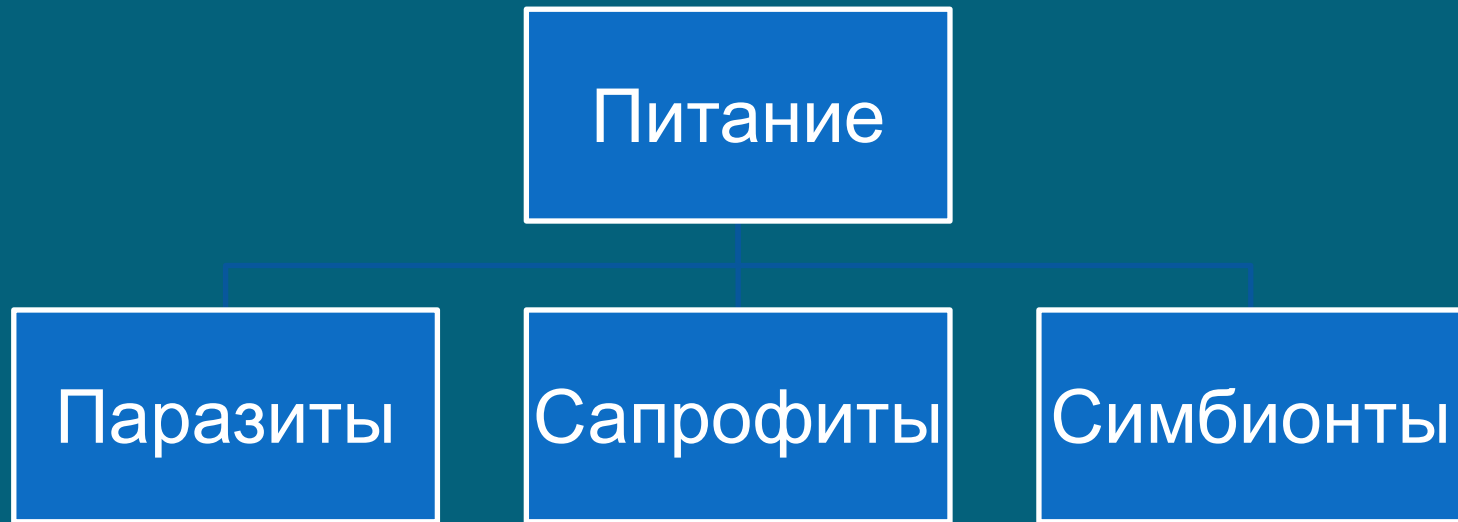 Питание
Паразиты
Сапрофиты
Симбионты